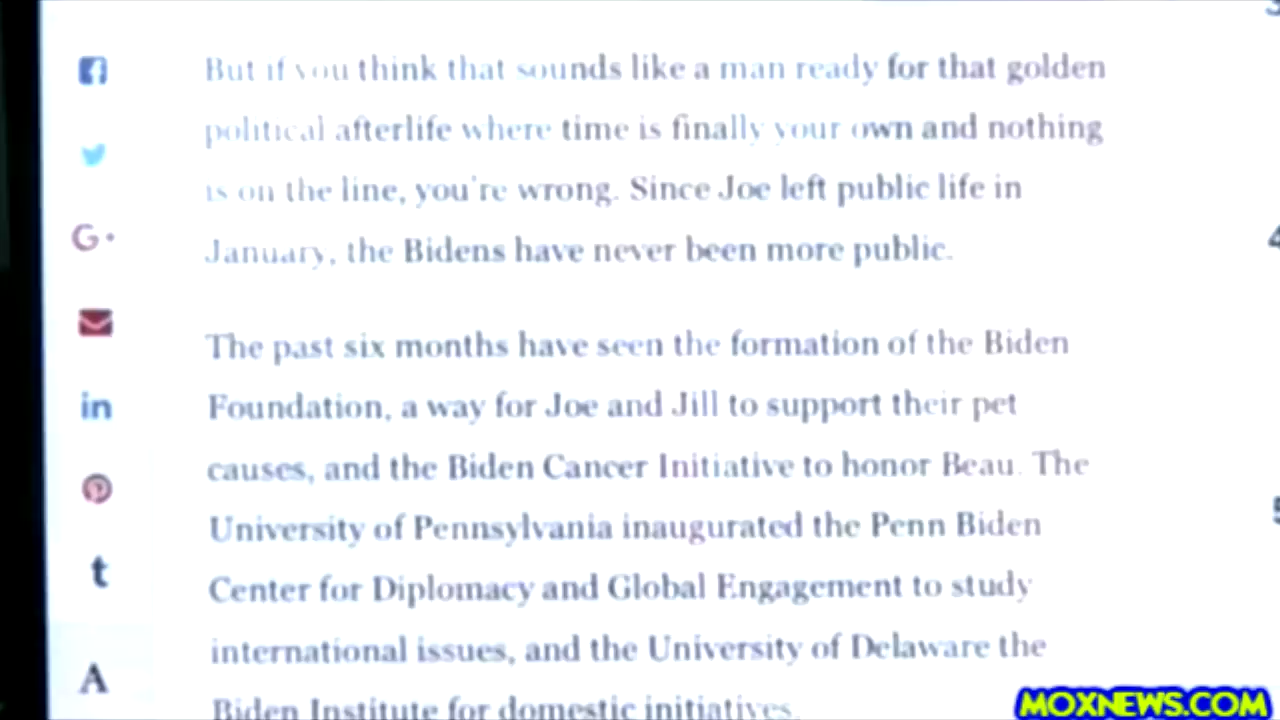 But if you think that sounds like a man ready for that golden
political afterlife where time is finally your own and nothing
is on the line, you're wrong. Since Joe left public life in
January, the Bidens have never been more public.
The past six months have seen the formation of the Biden
Foundation, a way for Joe and Jill to support their pet
causes, and the Biden Cancer Initiative to honor Beau. The
University of Pennsylvania inaugurated the Penn Biden
Center for Diplomacy and Global Engagement to study
international issues, and the University of Delaware the
Biden Institute for domestic initiatives.
G+
in
t
A
4
MOXNEWS.COM